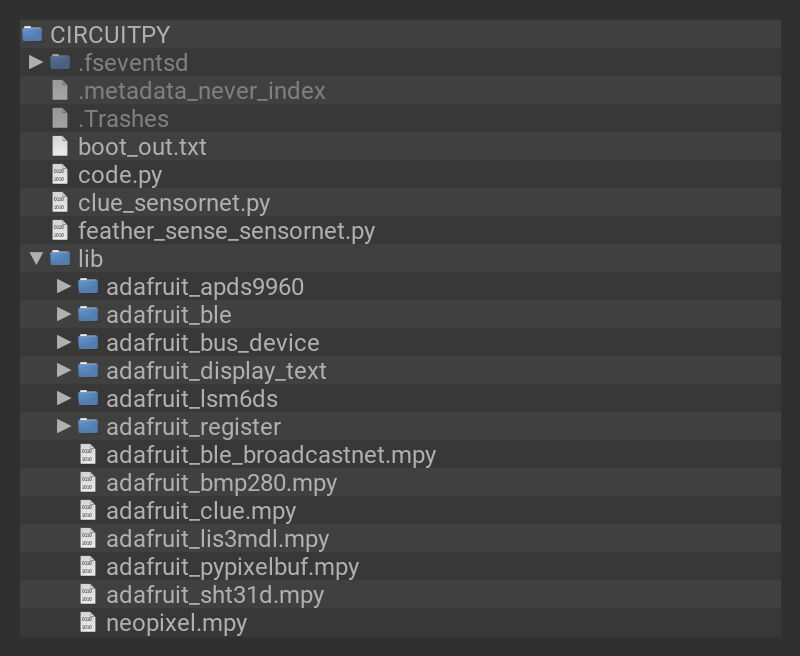 CIRCUITPY
.fseventsd
.metadata_never_index
.Trashes
boot_out.txt
code.py
clue_sensornet.py
feather_sense_sensornet.py
lib
adafruit_apds9960
adafruit_ble
adafruit_bus_device
adafruit_display_text
adafruit_lsm6ds
adafruit_register
adafruit_ble_broadcastnet.mpy
adafruit_bmp280.mpy
adafruit_clue.mpy
adafruit_lis3mdl.mpy
adafruit_pypixelbuf.mpy
adafruit_sht31d.mpy
neopixel.mpy